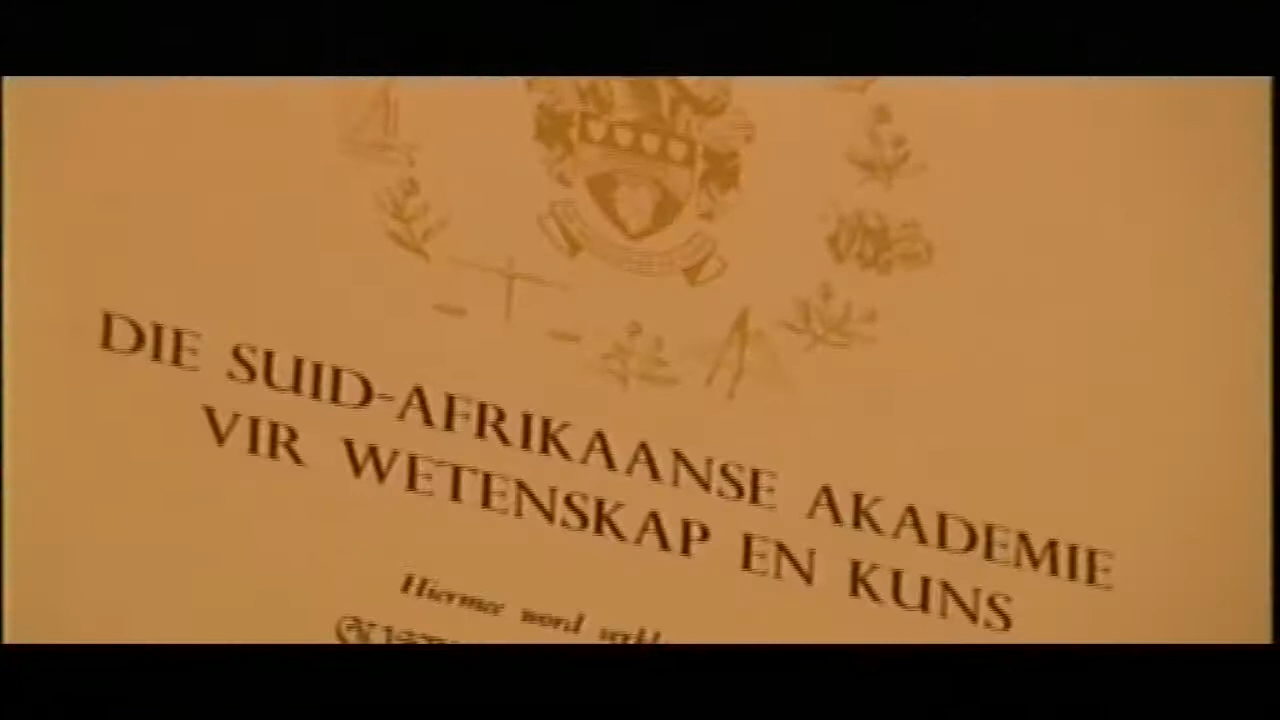 DIE SUID-AFRIKAANSE AKADEMIE
VIR WETENSKAP EN KUNS
Hiermee word